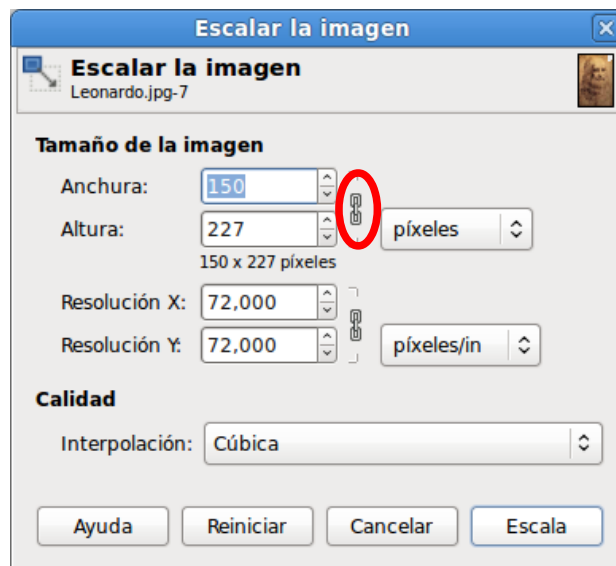 Escalar la imagen
Escalar la imagen
Leonardo.jpg-7
Tamaño de la imagen
Anchura: 150
Altura: 227 píxeles
150 x 227 píxeles
Resolución X: 72,000
Resolución Y: 72,000 píxeles/in
Calidad
Interpolación: Cúbica
Ayuda Reiniciar Cancelar Escala